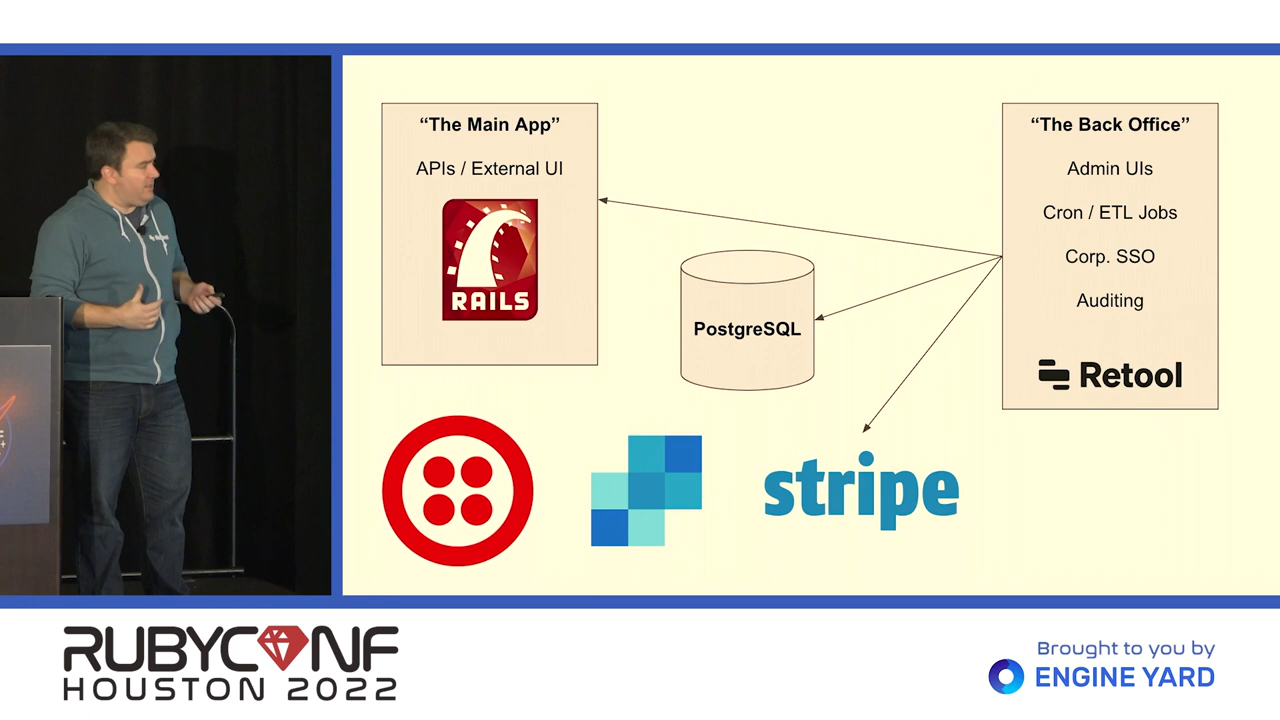 “The Main App”
APIs / External UI
RAILS
PostgreSQL
“The Back Office”
Admin UIs
Cron / ETL Jobs
Corp. SSO
Auditing
Retool
stripe
RUBYCONF
HOUSTON 2022
Brought to you by
ENGINE YARD